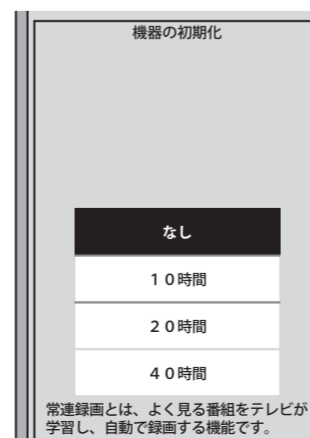 機器の初期化
なし
１０時間
２０時間
４０時間
常連録画とは、よく見る番組をテレビが
学習し、自動で録画する機能です。